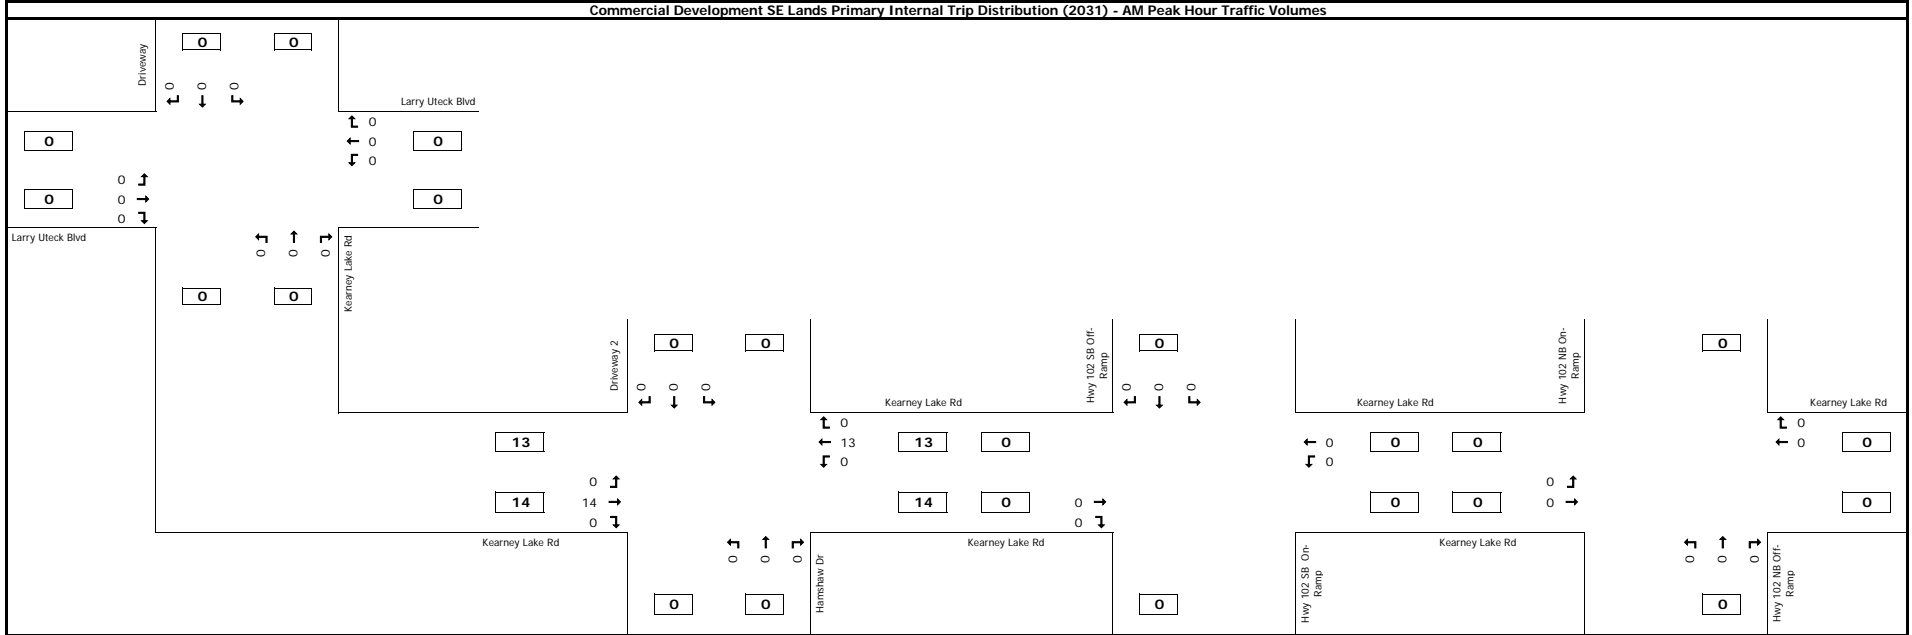 Commercial Development SE Lands Primary Internal Trip Distribution (2031) - AM Peak Hour Traffic Volumes
Driveway
0 0
0 0 0
Larry Uteck Blvd
0
0 0 0
0
0
0 0 0
0
0
Larry Uteck Blvd
0 0 0
Kearney Lake Rd
0 0
Driveway 2
0 0
0 0 0
Kearney Lake Rd
Hwy 102 SB Off-
Ramp
0
0 0 0
Kearney Lake Rd
Hwy 102 NB On-
Ramp
0
Kearney Lake Rd
0
13
13
13 0
0
0
0
0 0
0
0
0
0
14
14
0
14 0
0
0
0 0
0
0
0
Kearney Lake Rd
0 0 0
Hamshaw Dr
Kearney Lake Rd
Hwy 102 SB On-
Ramp
Kearney Lake Rd
0 0 0
Hwy 102 NB Off-
Ramp
0 0
0
0